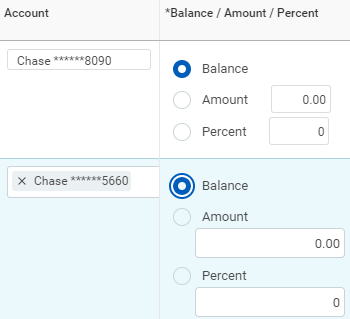 Account *Balance / Amount / Percent
Chase ******8090
Balance
Amount 0.00
Percent 0
× Chase ******5660
Balance
Amount
0.00
Percent
0